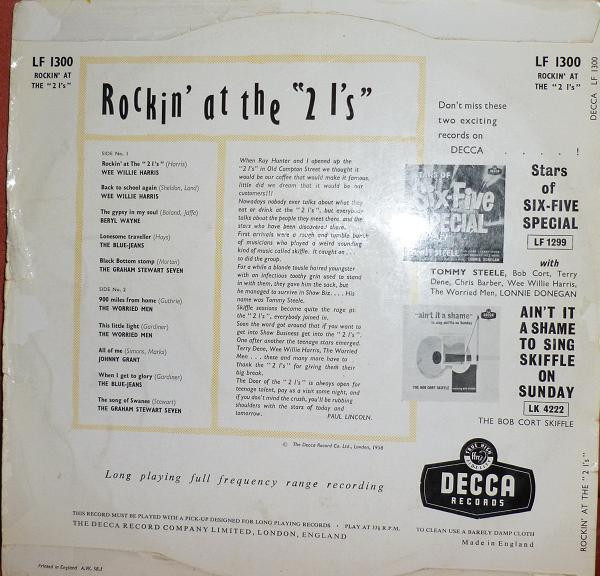 LF 1300
ROCKIN' AT
THE "2 I's"
Rockin' at the "2 I's"
SIDE No. 1
Rockin' at The "2 I's" (Harris)
WEE WILLIE HARRIS
Back to school again (Sheldon, Land)
WEE WILLIE HARRIS
The gypsy in my soul (Boland, Jaffe)
BERYL WAYNE
Lonesome traveller (Hays)
THE BLUE-JEANS
Black Bottom stomp (Morton)
THE GRAHAM STEWART SEVEN
SIDE No. 2
900 miles from home (Guthrie)
THE WORRIED MEN
This little light (Gardiner)
THE WORRIED MEN
All of me (Simons, Marks)
JOHNNY GRANT
When I get to glory (Gardiner)
THE BLUE-JEANS
The song of Swanee (Stewart)
THE GRAHAM STEWART SEVEN
When Ray Hunter and I opened up the
"2 I's" in Old Compton Street we thought it
would be our coffee that would make it famous,
little did we dream that it would be our
customers!!!
Nowadays nobody ever talks about what they
eat or drink at the "2 I's", but everybody
talks about the people they meet there, and the
stars who have been discovered there.
First arrivals were a rough and tumble bunch
of musicians who played a weird sounding
kind of music called skiffle. It caught on
to did the group.
For a while a blonde tousle haired youngster
with an infectious toothy grin used to stand
in with them, they gave him the sack, but
he managed to survive in Show Biz. . . . His
name was Tommy Steele.
Skiffle sessions became quite the rage at
the "2 I's", everybody joined in.
Soon the word got around that if you want to
get into Show Business get into the "2 I's".
One after another the teenage stars emerged.
Terry Dene, Wee Willie Harris, The Worried
Men . . . these and many more have to
thank the "2 I's" for giving them their
big break.
The Door of the "2 I's" is always open for
teenage talent, pay us a visit some night, and
if you don't mind the crush, you'll be rubbing
shoulders with the stars of today and
tomorrow. PAUL LINCOLN.
© The Decca Record Co. Ltd., London, 1958
Long playing full frequency range recording
THIS RECORD MUST BE PLAYED WITH A PICK-UP DESIGNED FOR LONG PLAYING RECORDS • PLAY AT 33⅓ R.P.M.
THE DECCA RECORD COMPANY LIMITED, LONDON, ENGLAND
Printed in England A.W. 58.1
LF 1300
ROCKIN' AT
THE "2 I's"
Don't miss these
two exciting
records on
DECCA . . . . . !
STARS OF
SIX-FIVE
SPECIAL
Stars
of
SIX-FIVE
SPECIAL
LF 1299
with
TOMMY STEELE, Bob Cort, Terry
Dene, Chris Barber, Wee Willie Harris,
The Worried Men, LONNIE DONEGAN
"ain't it a shame"
to sing skiffle on Sunday
THE BOB CORT SKIFFLE
AIN'T IT
A SHAME
TO SING
SKIFFLE
ON
SUNDAY
LK 4222
THE BOB CORT SKIFFLE
ffrr
DECCA
RECORDS
TO CLEAN USE A BARELY DAMP CLOTH
Made in England
DECCA LF 1300
ROCKIN' AT THE "2 I's"